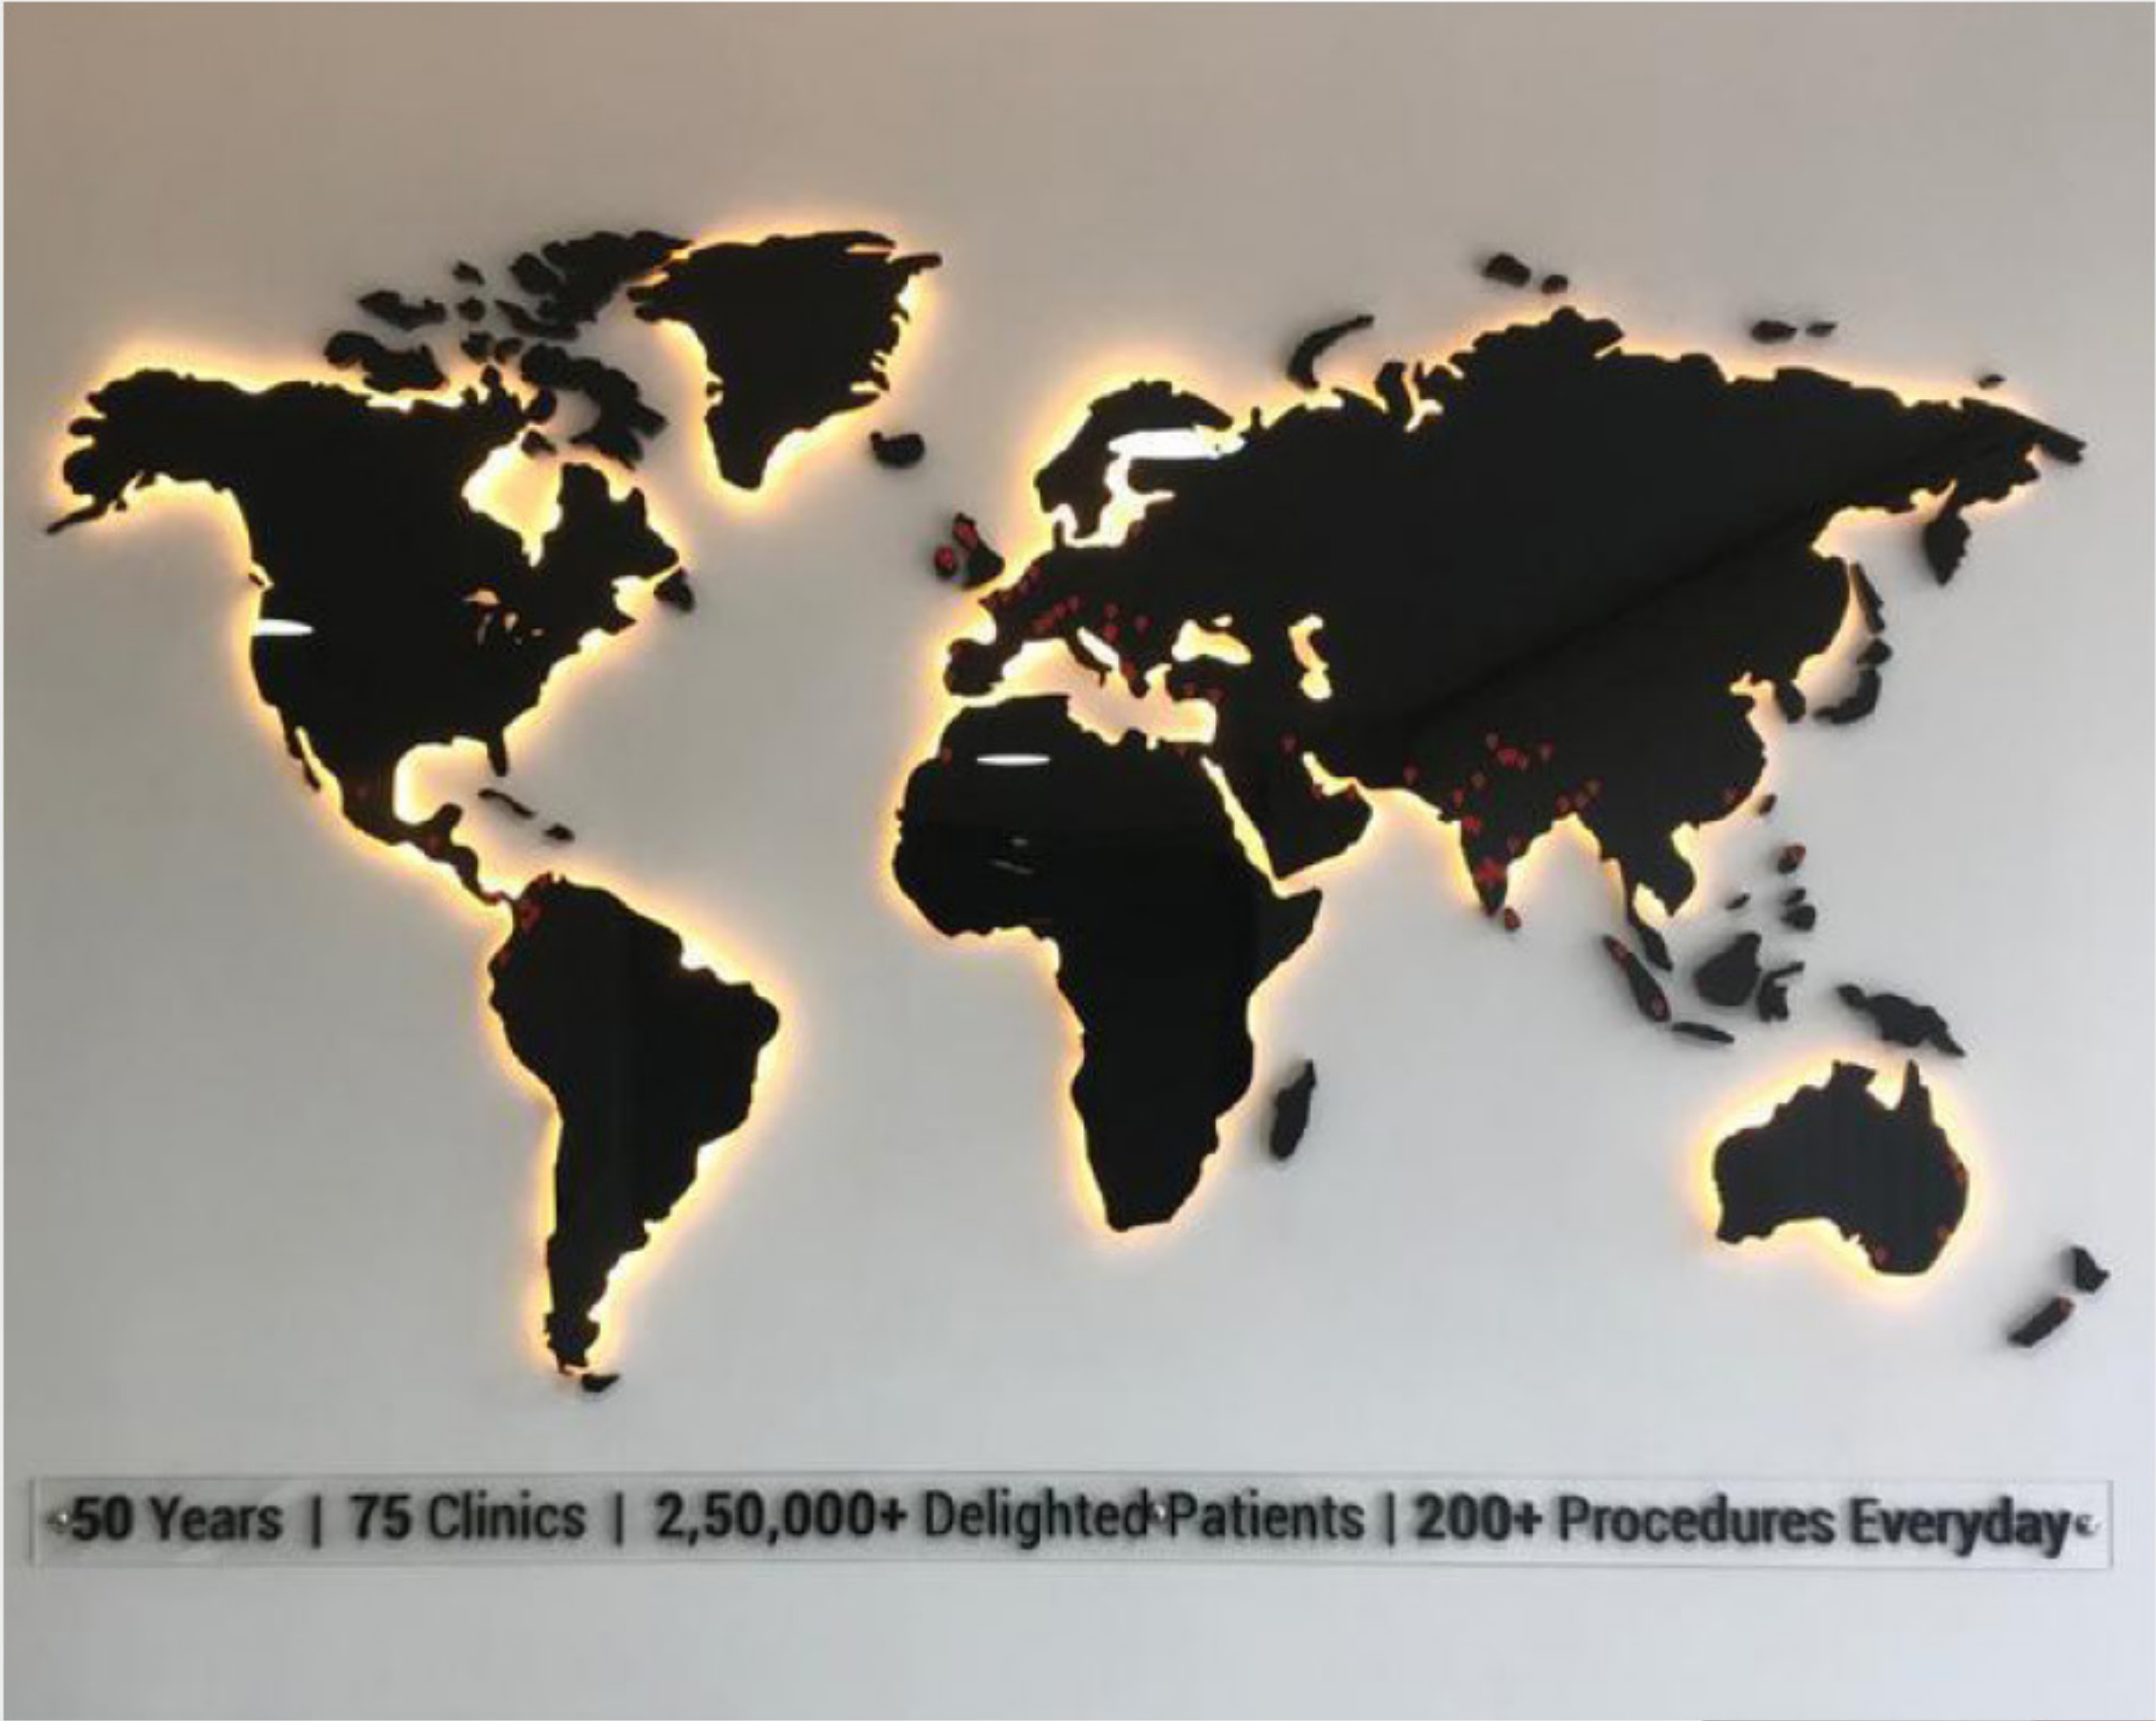 50 Years | 75 Clinics | 2,50,000+ Delighted Patients | 200+ Procedures Everyday